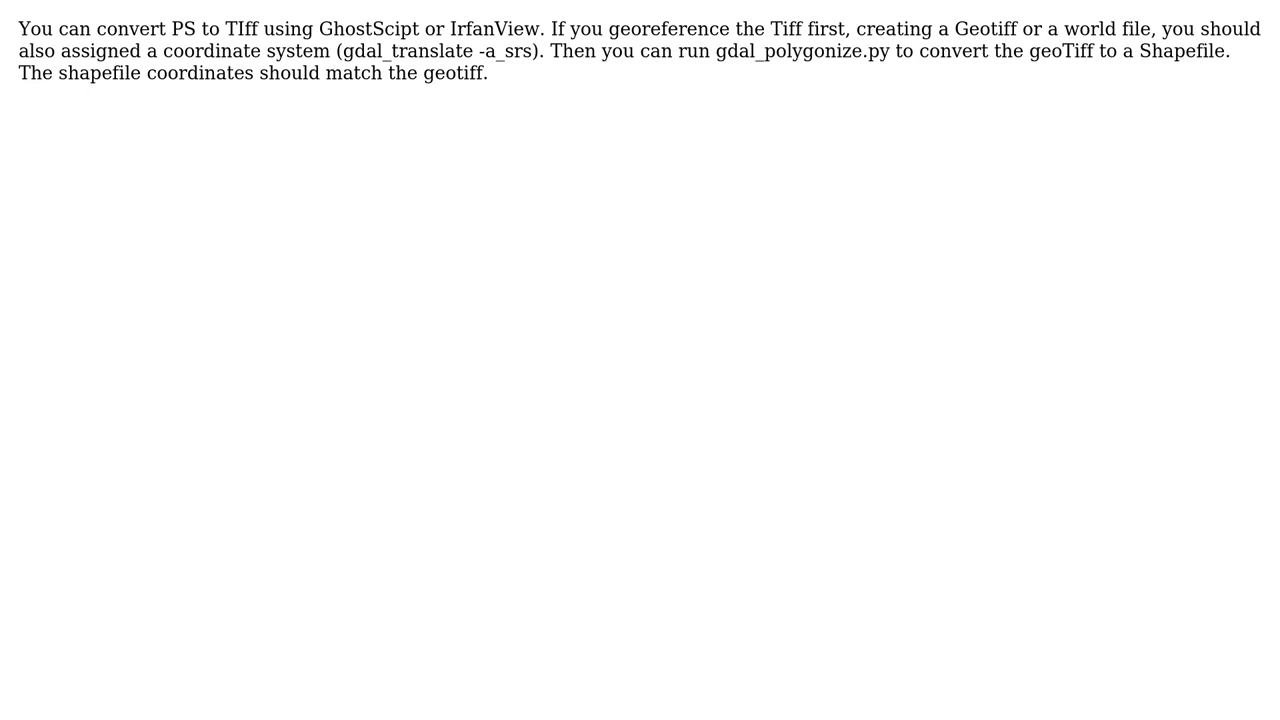 You can convert PS to TIff using GhostScipt or IrfanView. If you georeference the Tiff first, creating a Geotiff or a world file, you should
also assigned a coordinate system (gdal_translate -a_srs). Then you can run gdal_polygonize.py to convert the geoTiff to a Shapefile.
The shapefile coordinates should match the geotiff.